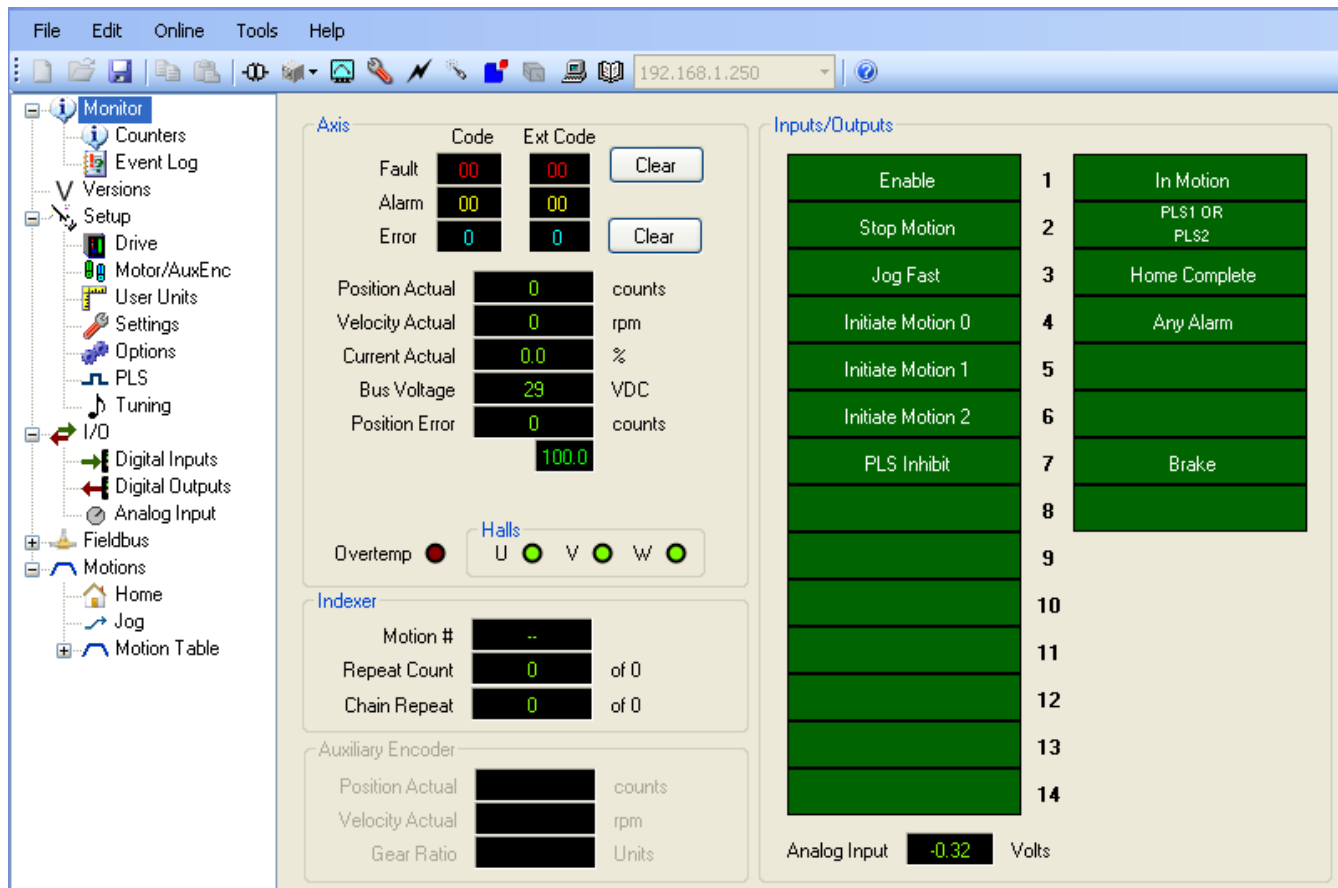 File Edit Online Tools Help
192.168.1.250
Monitor
Counters
Event Log
Versions
Setup
Drive
Motor/AuxEnc
User Units
Settings
Options
PLS
Tuning
I/O
Digital Inputs
Digital Outputs
Analog Input
Fieldbus
Motions
Home
Jog
Motion Table
Axis
Code Ext Code
Fault 00 00 Clear
Alarm 00 00
Error 0 0 Clear
Position Actual 0 counts
Velocity Actual 0 rpm
Current Actual 0.0 %
Bus Voltage 29 VDC
Position Error 0 counts
100.0
Halls
Overtemp U V W
Indexer
Motion # --
Repeat Count 0 of 0
Chain Repeat 0 of 0
Auxiliary Encoder
Position Actual counts
Velocity Actual rpm
Gear Ratio Units
Inputs/Outputs
Enable 1 In Motion
Stop Motion 2 PLS1 OR
PLS2
Jog Fast 3 Home Complete
Initiate Motion 0 4 Any Alarm
Initiate Motion 1 5
Initiate Motion 2 6
PLS Inhibit 7 Brake
8
9
10
11
12
13
14
Analog Input -0.32 Volts